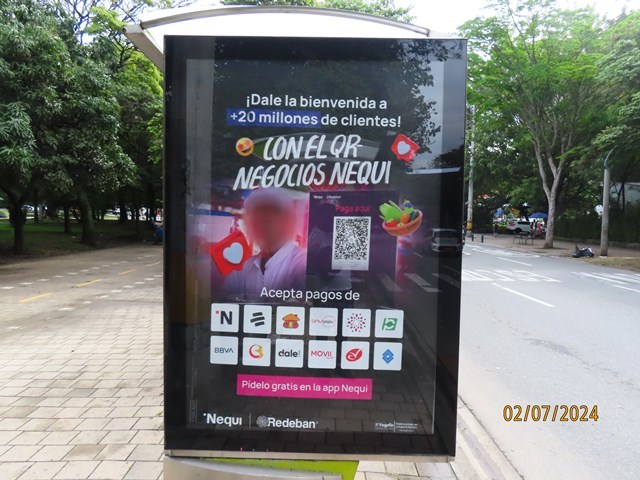 ¡Dale la bienvenida a
+20 millones de clientes!
CON EL QR-
NEGOCIOS NEQUI
Paga aquí
Acepta pagos de
N
BBVA dale! MOVII
Pídelo gratis en la app Nequi
Nequi Redeban
02/07/2024